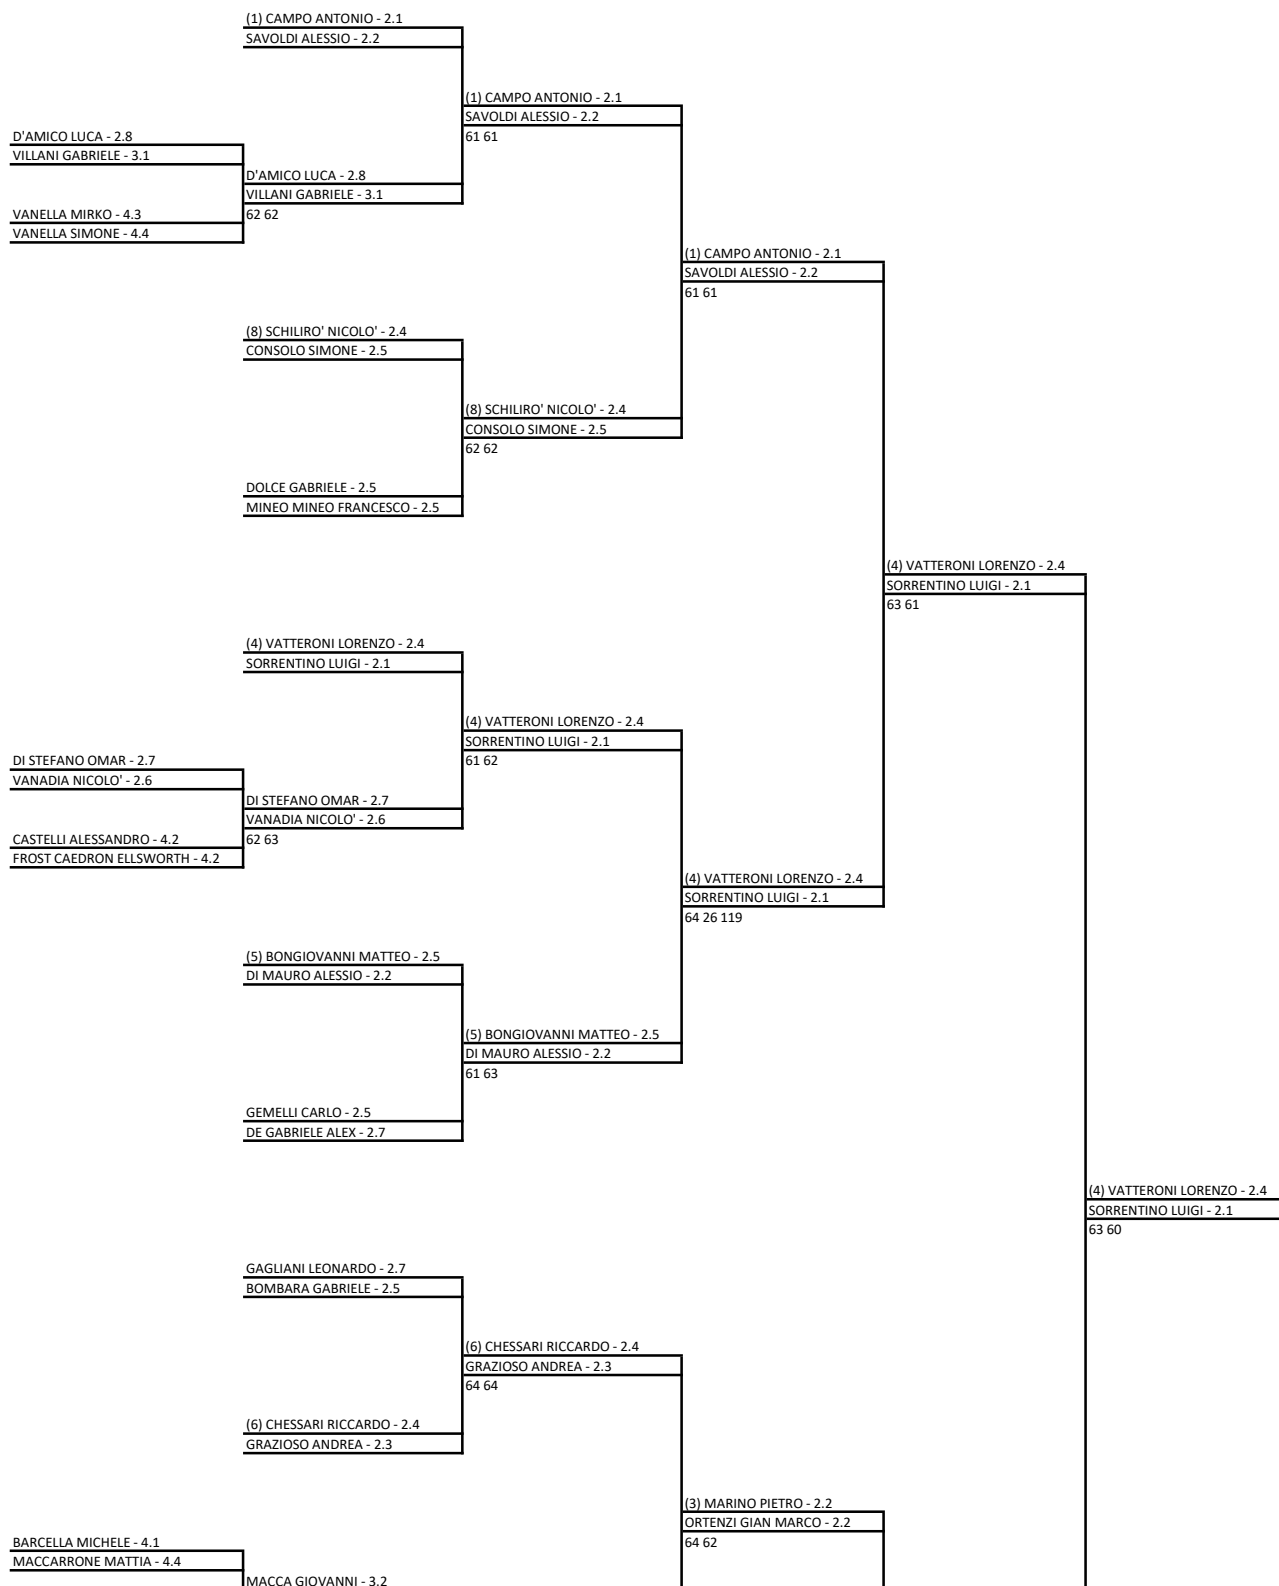 (1) CAMPO ANTONIO - 2.1
SAVOLDI ALESSIO - 2.2
(1) CAMPO ANTONIO - 2.1
SAVOLDI ALESSIO - 2.2
61 61
D'AMICO LUCA - 2.8
VILLANI GABRIELE - 3.1
D'AMICO LUCA - 2.8
VILLANI GABRIELE - 3.1
62 62
VANELLA MIRKO - 4.3
VANELLA SIMONE - 4.4
(1) CAMPO ANTONIO - 2.1
SAVOLDI ALESSIO - 2.2
61 61
(8) SCHILIRO' NICOLO' - 2.4
CONSOLO SIMONE - 2.5
(8) SCHILIRO' NICOLO' - 2.4
CONSOLO SIMONE - 2.5
62 62
DOLCE GABRIELE - 2.5
MINEO MINEO FRANCESCO - 2.5
(4) VATTERONI LORENZO - 2.4
SORRENTINO LUIGI - 2.1
63 61
(4) VATTERONI LORENZO - 2.4
SORRENTINO LUIGI - 2.1
(4) VATTERONI LORENZO - 2.4
SORRENTINO LUIGI - 2.1
61 62
DI STEFANO OMAR - 2.7
VANADIA NICOLO' - 2.6
DI STEFANO OMAR - 2.7
VANADIA NICOLO' - 2.6
62 63
CASTELLI ALESSANDRO - 4.2
FROST CAEDRON ELLSWORTH - 4.2
(4) VATTERONI LORENZO - 2.4
SORRENTINO LUIGI - 2.1
64 26 119
(5) BONGIOVANNI MATTEO - 2.5
DI MAURO ALESSIO - 2.2
(5) BONGIOVANNI MATTEO - 2.5
DI MAURO ALESSIO - 2.2
61 63
GEMELLI CARLO - 2.5
DE GABRIELE ALEX - 2.7
(4) VATTERONI LORENZO - 2.4
SORRENTINO LUIGI - 2.1
63 60
GAGLIANI LEONARDO - 2.7
BOMBARA GABRIELE - 2.5
(6) CHESSARI RICCARDO - 2.4
GRAZIOSO ANDREA - 2.3
64 64
(6) CHESSARI RICCARDO - 2.4
GRAZIOSO ANDREA - 2.3
(3) MARINO PIETRO - 2.2
ORTENZI GIAN MARCO - 2.2
64 62
BARCELLA MICHELE - 4.1
MACCARRONE MATTIA - 4.4
MACCA GIOVANNI - 3.2